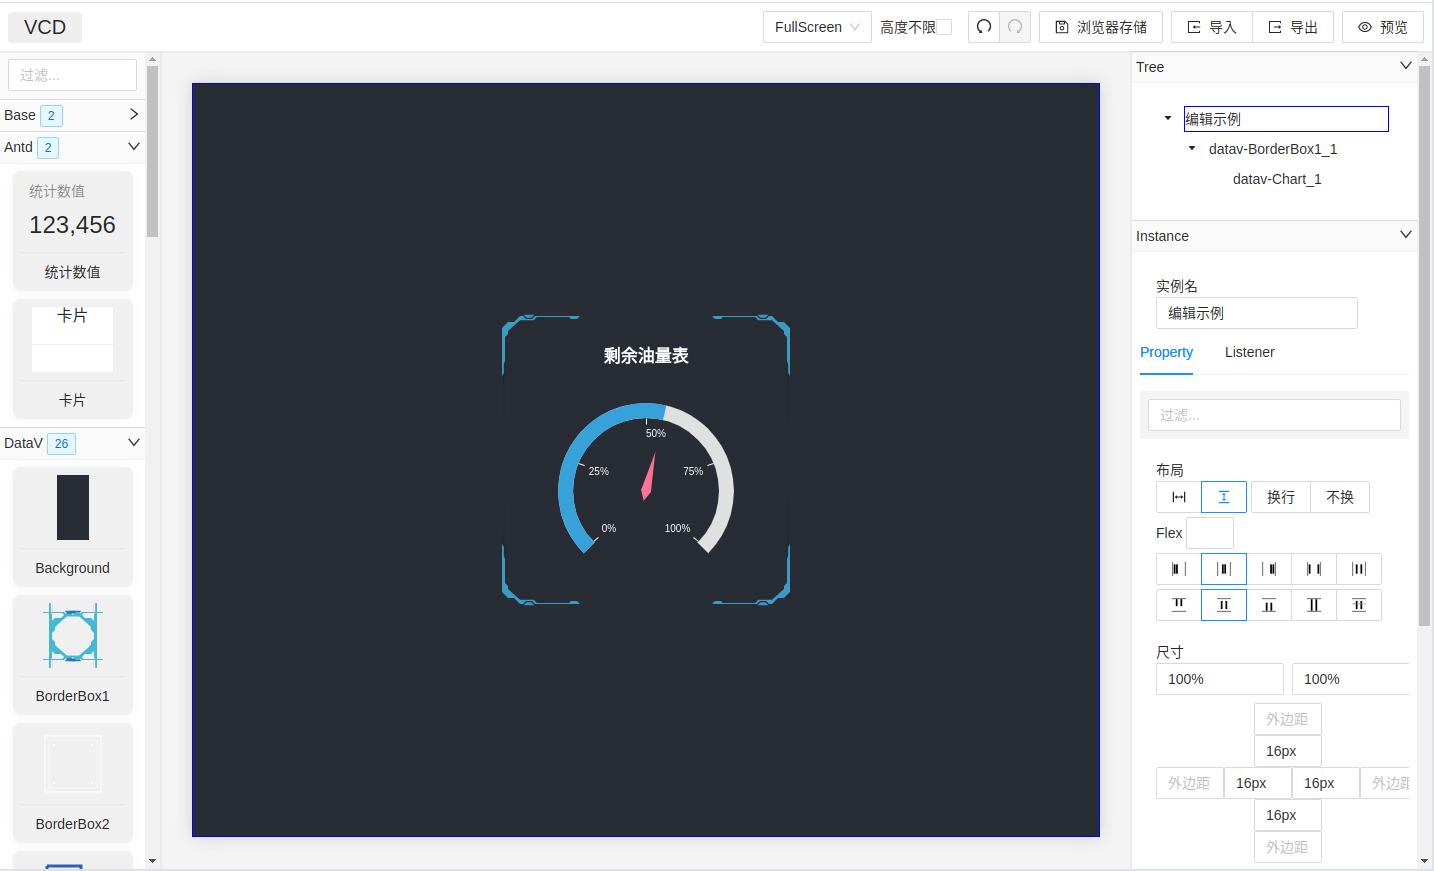 VCD
FullScreen 高度不限 浏览器存储 导入 导出 预览
过滤...
Base 2
Antd 2
统计数值
123,456
统计数值
卡片
卡片
DataV 26
Background
BorderBox1
BorderBox2
剩余油量表
50%
25% 75%
0% 100%
Tree
编辑示例
datav-BorderBox1_1
datav-Chart_1
Instance
实例名
编辑示例
Property Listener
过滤...
布局
换行 不换
Flex
尺寸
100% 100%
外边距
16px
外边距 16px 16px 外边距
16px
外边距